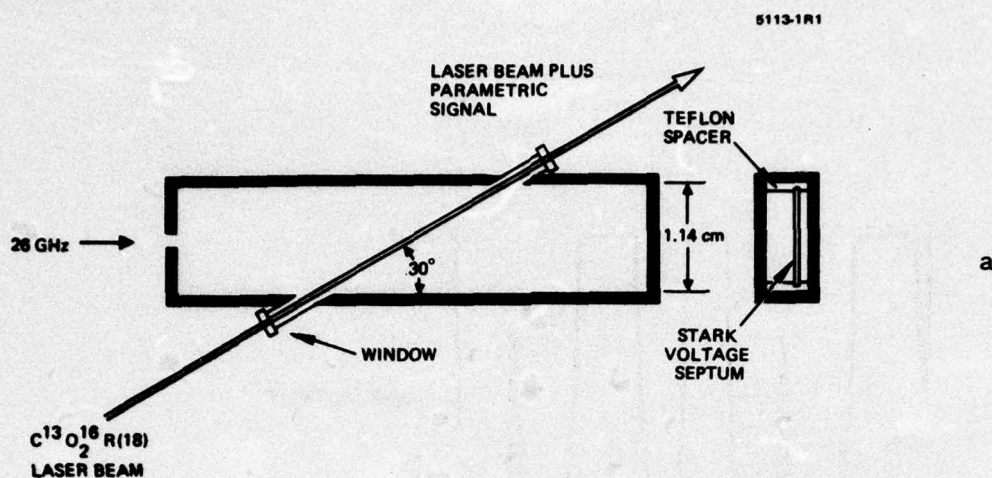 5113-1R1
LASER BEAM PLUS
PARAMETRIC
SIGNAL
TEFLON
SPACER
26 GHz
1.14 cm
30°
a
WINDOW
STARK
VOLTAGE
SEPTUM
C¹³O₂¹⁶ R(18)
LASER BEAM